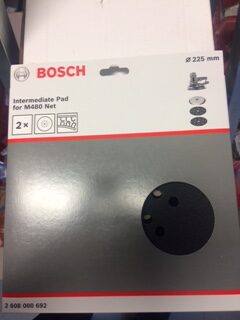 BOSCH
Ø 225 mm
Intermediate Pad
for M480 Net
2×
2 608 000 692